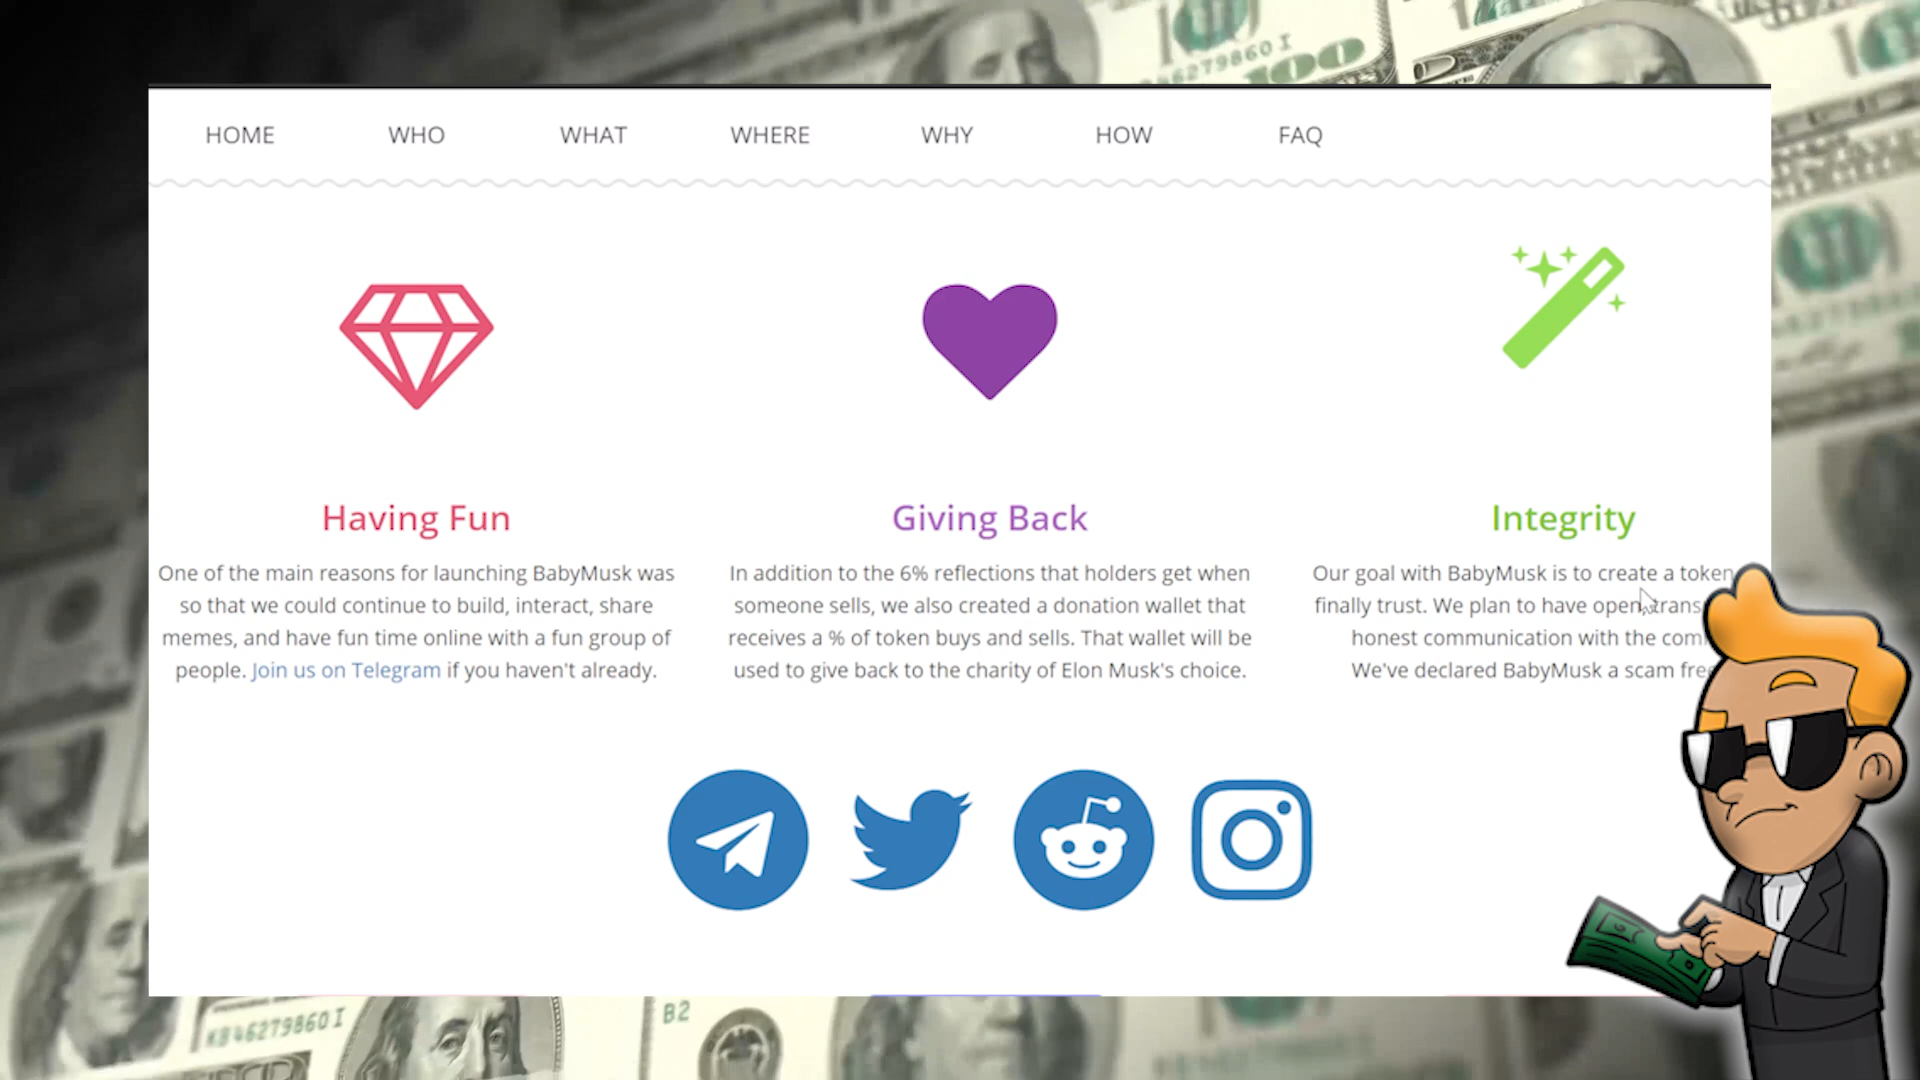 46279860 I
100
HOME WHO WHAT WHERE WHY HOW FAQ
Having Fun
One of the main reasons for launching BabyMusk was
so that we could continue to build, interact, share
memes, and have fun time online with a fun group of
people. Join us on Telegram if you haven't already.
Giving Back
In addition to the 6% reflections that holders get when
someone sells, we also created a donation wallet that
receives a % of token buys and sells. That wallet will be
used to give back to the charity of Elon Musk's choice.
Integrity
Our goal with BabyMusk is to create a token
finally trust. We plan to have open,
honest communication with the
We've declared BabyMusk a scam
KB46279860 I
B2